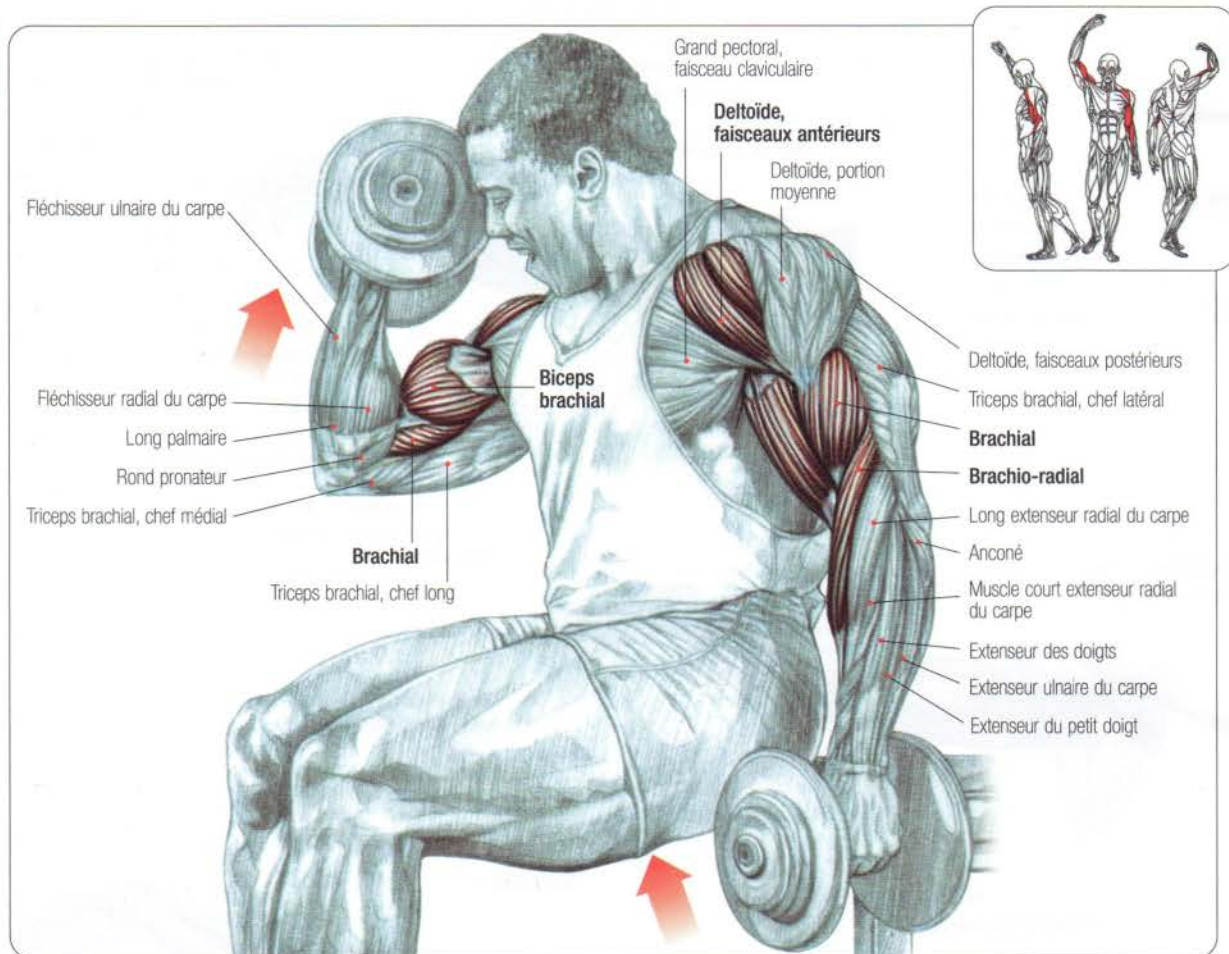 Grand pectoral,
faisceau claviculaire
Deltoïde,
faisceaux antérieurs
Deltoïde, portion
moyenne
Fléchisseur ulnaire du carpe
Fléchisseur radial du carpe
Long palmaire
Rond pronateur
Triceps brachial, chef médial
Biceps
brachial
Brachial
Triceps brachial, chef long
Deltoïde, faisceaux postérieurs
Triceps brachial, chef latéral
Brachial
Brachio-radial
Long extenseur radial du carpe
Anconé
Muscle court extenseur radial
du carpe
Extenseur des doigts
Extenseur ulnaire du carpe
Extenseur du petit doigt